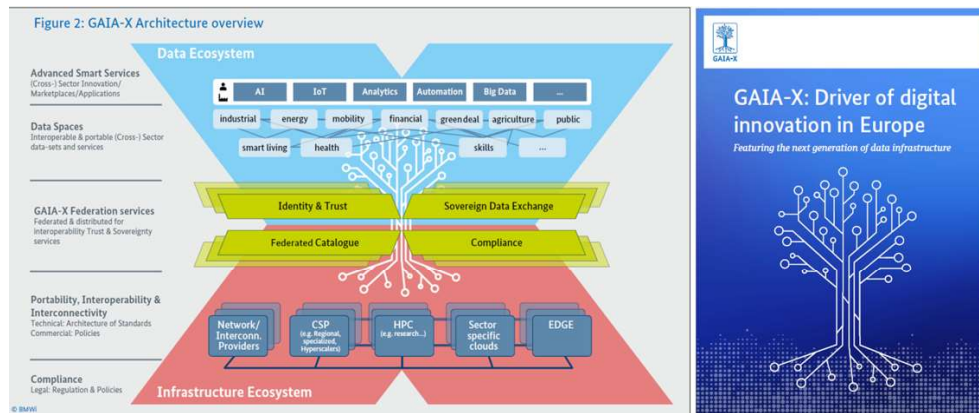 Figure 2: GAIA-X Architecture overview
Data Ecosystem
Advanced Smart Services
(Cross-) Sector Innovation/
Marketplaces/Applications
AI
IoT
Analytics
Automation
Big Data
...
Data Spaces
Interoperable & portable (Cross-) Sector
data-sets and services
industrial
energy
mobility
financial
green deal
agriculture
public
smart living
health
skills
...
GAIA-X Federation services
Federated & distributed for
Interoperability Trust & Sovereignty
services
Identity & Trust
Sovereign Data Exchange
Federated Catalogue
Compliance
Portability, Interoperability &
Interconnectivity
Technical: Architecture of Standards
Commercial: Policies
Network/
Interconn.
Providers
CSP
(e.g. Regional,
specialized,
Hyperscalers)
HPC
(e.g. research...)
Sector
specific
clouds
EDGE
Compliance
Legal: Regulation & Policies
Infrastructure Ecosystem
© BMWi
GAIA-X
GAIA-X: Driver of digital
innovation in Europe
Featuring the next generation of data infrastructure